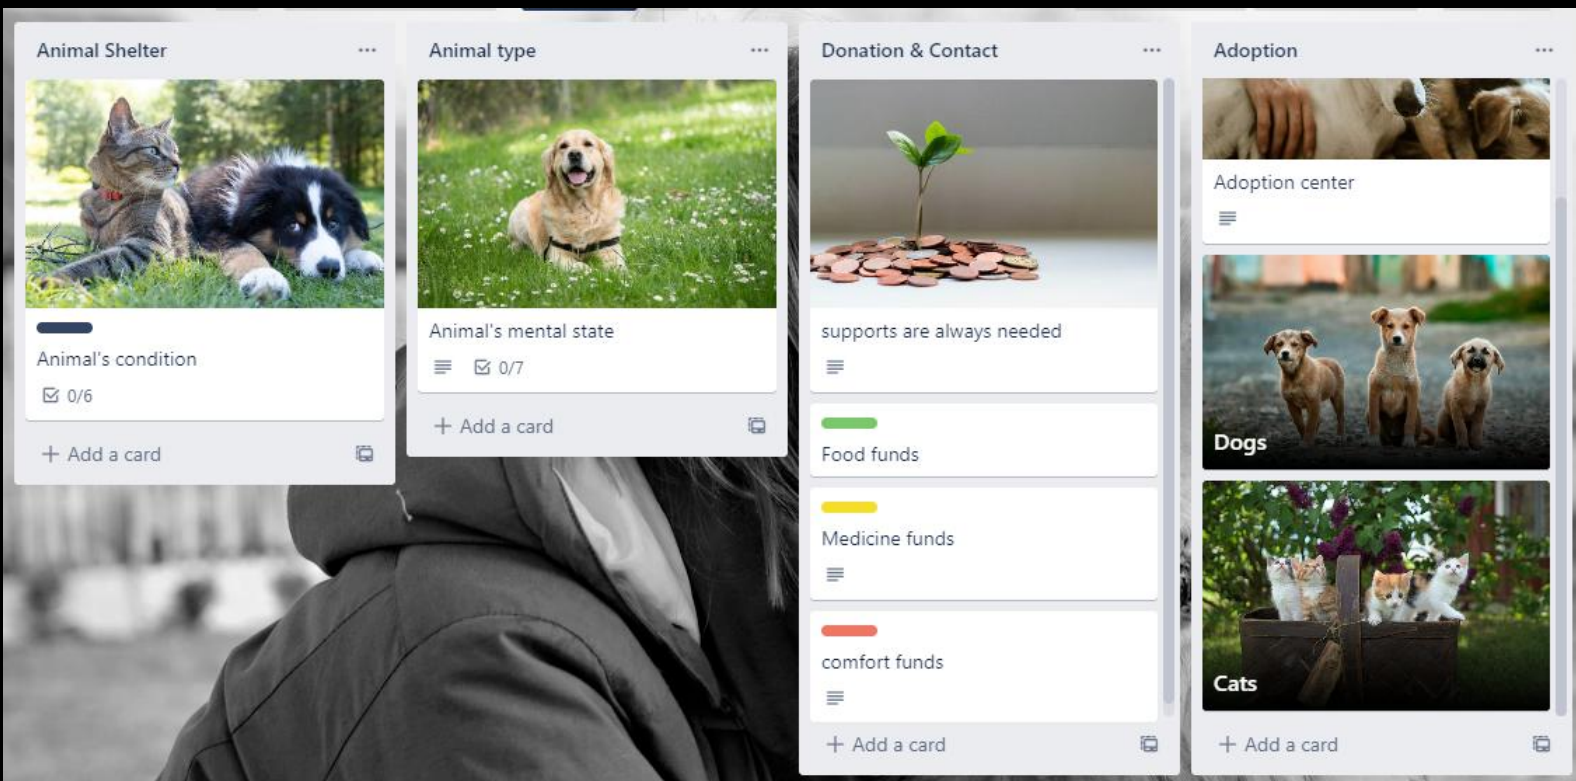 Animal Shelter
Animal's condition
0/6
+ Add a card
Animal type
Animal's mental state
0/7
+ Add a card
Donation & Contact
supports are always needed
Food funds
Medicine funds
comfort funds
+ Add a card
Adoption
Adoption center
Dogs
Cats
+ Add a card